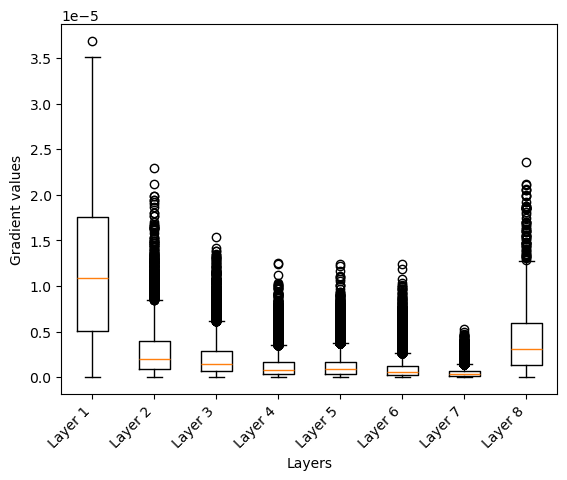 1e−5
3.5
3.0
2.5
2.0
1.5
1.0
0.5
0.0
Gradient values
Layer 1
Layer 2
Layer 3
Layer 4
Layer 5
Layer 6
Layer 7
Layer 8
Layers